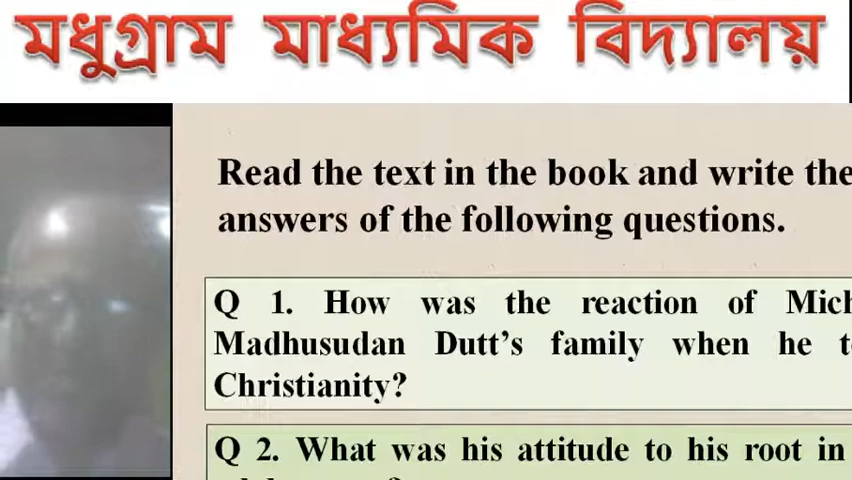 মধুগ্রাম মাধ্যমিক বিদ্যালয়
Read the text in the book and write the
answers of the following questions.
Q 1. How was the reaction of
Madhusudan Dutt's family when he
Christianity?
Q 2. What was his attitude to his root in